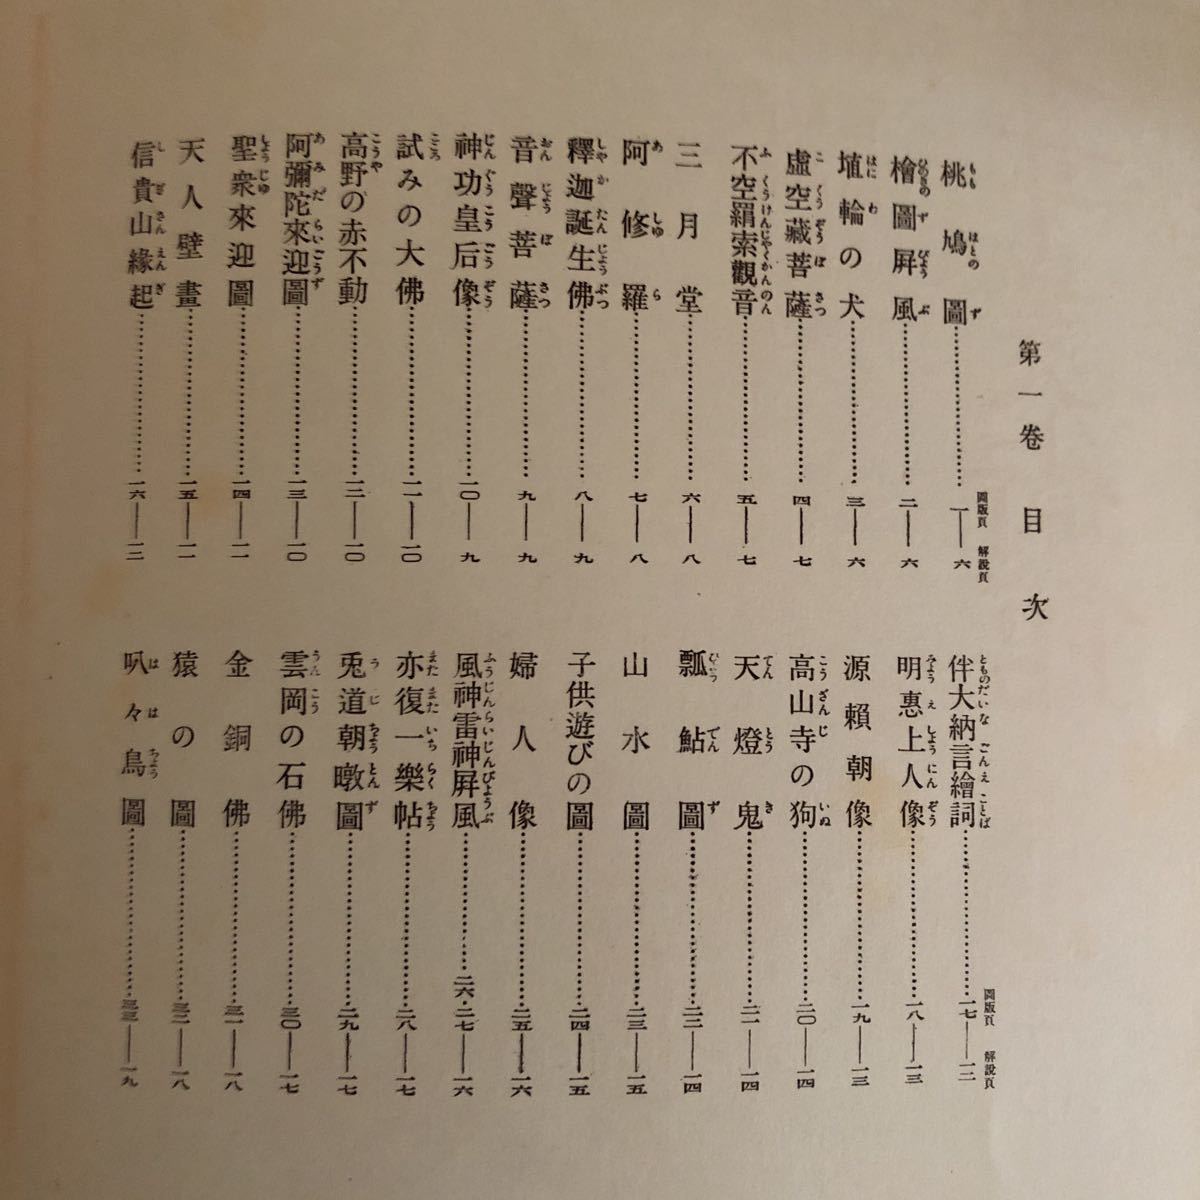 第一卷 目次
圖版頁 解說頁
桃鳩圖……一―六
檜圖屛風……二―六
埴輪の犬……三―六
虛空藏菩薩……四―七
不空羂索觀音……五―七
三月堂……六―八
阿修羅……七―八
釋迦誕生佛……八―九
音聲菩薩……九―九
神功皇后像……一〇―九
試みの大佛……一一―一〇
高野の赤不動……一二―一〇
阿彌陀來迎圖……一三―一〇
聖衆來迎圖……一四―一一
天人壁畫……一五―一一
信貴山緣起……一六―一二
圖版頁 解說頁
伴大納言繪詞……一七―一二
明惠上人像……一八―一三
源賴朝像……一九―一三
高山寺の狗……二〇―一四
天燈鬼……二一―一四
瓢鮎圖……二二―一四
山水圖……二三―一五
子供遊びの圖……二四―一五
婦人像……二五―一六
風神雷神屛風……二六・二七―一六
亦復一樂帖……二八―一七
兎道朝暾圖……二九―一七
雲岡の石佛……三〇―一七
金銅佛……三一―一八
猿の圖……三二―一八
叭々鳥圖……三三―一九